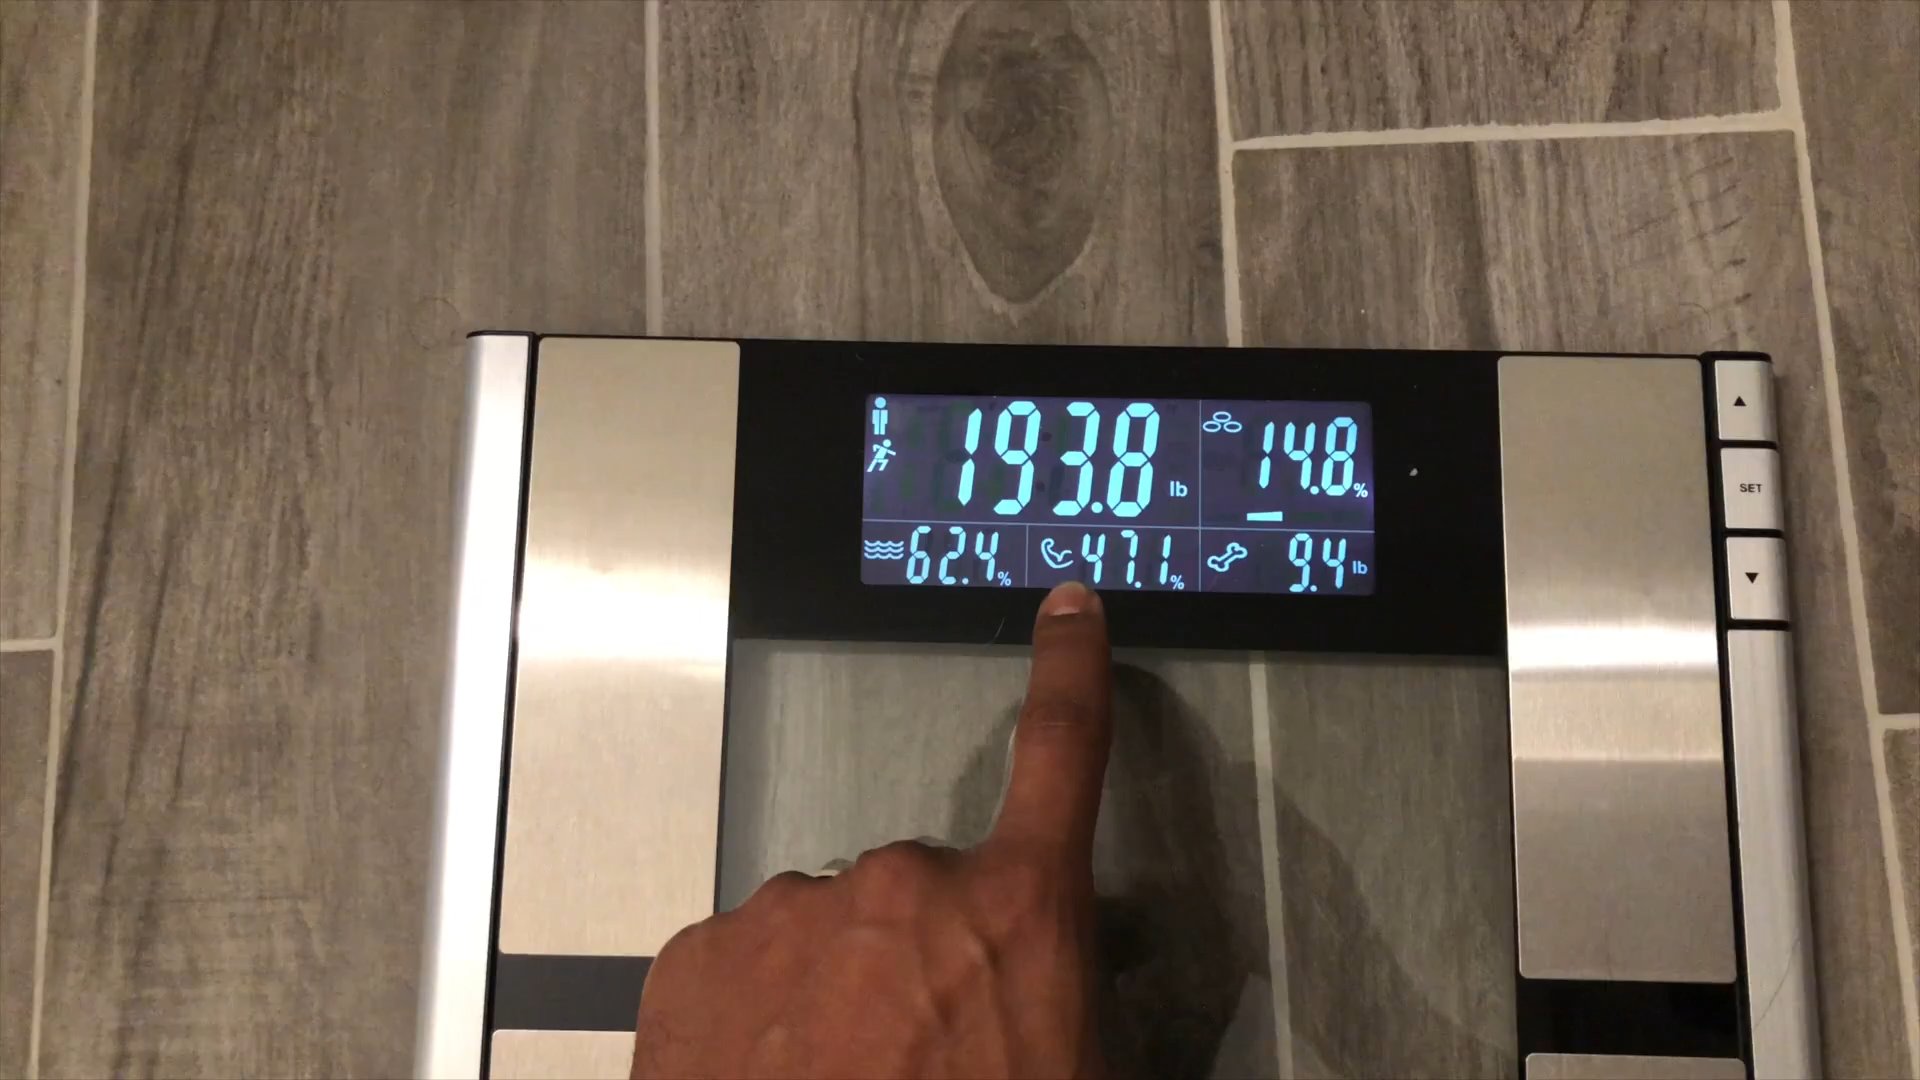 193.8 lb
14.8 %
62.4 %
47.1 %
9.4 lb
▲
SET
▼